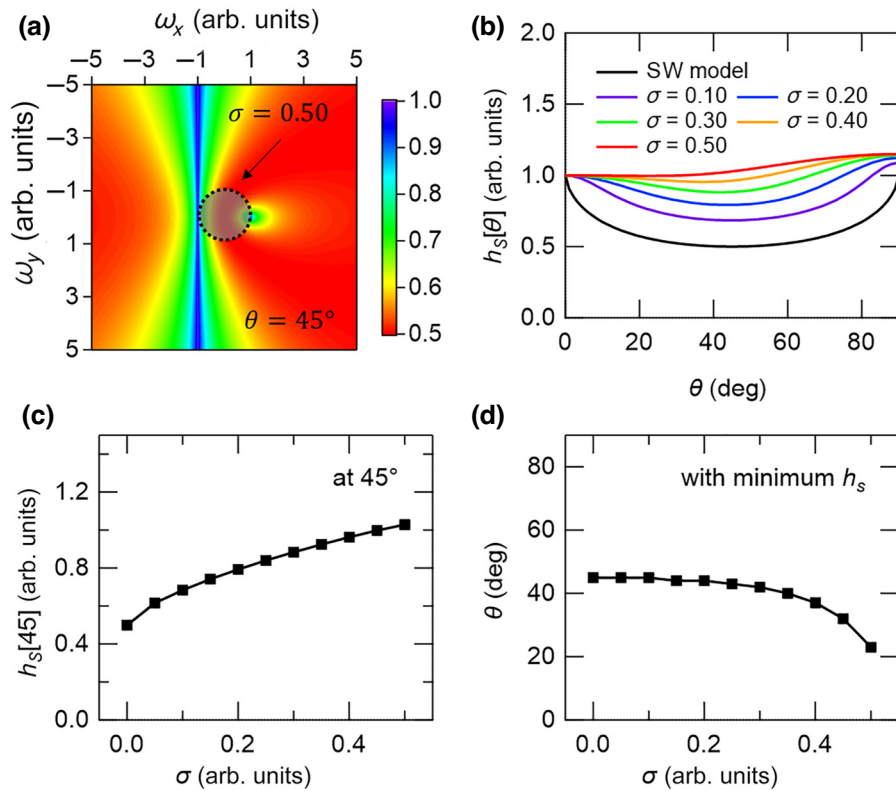 (a)
ωx (arb. units)
−5 −3 −1 1 3 5
ωy (arb. units)
−5
−3
−1
1
3
5
σ = 0.50
θ = 45°
1.0
0.9
0.8
0.7
0.6
0.5
(b)
hS[θ] (arb. units)
2.0
1.5
1.0
0.5
0.0
SW model
σ = 0.10 σ = 0.20
σ = 0.30 σ = 0.40
σ = 0.50
0 20 40 60 80
θ (deg)
(c)
hS[45] (arb. units)
1.2
0.8
0.4
0.0
at 45°
0.0 0.2 0.4
σ (arb. units)
(d)
θ (deg)
80
60
40
20
0
with minimum hs
0.0 0.2 0.4
σ (arb. units)